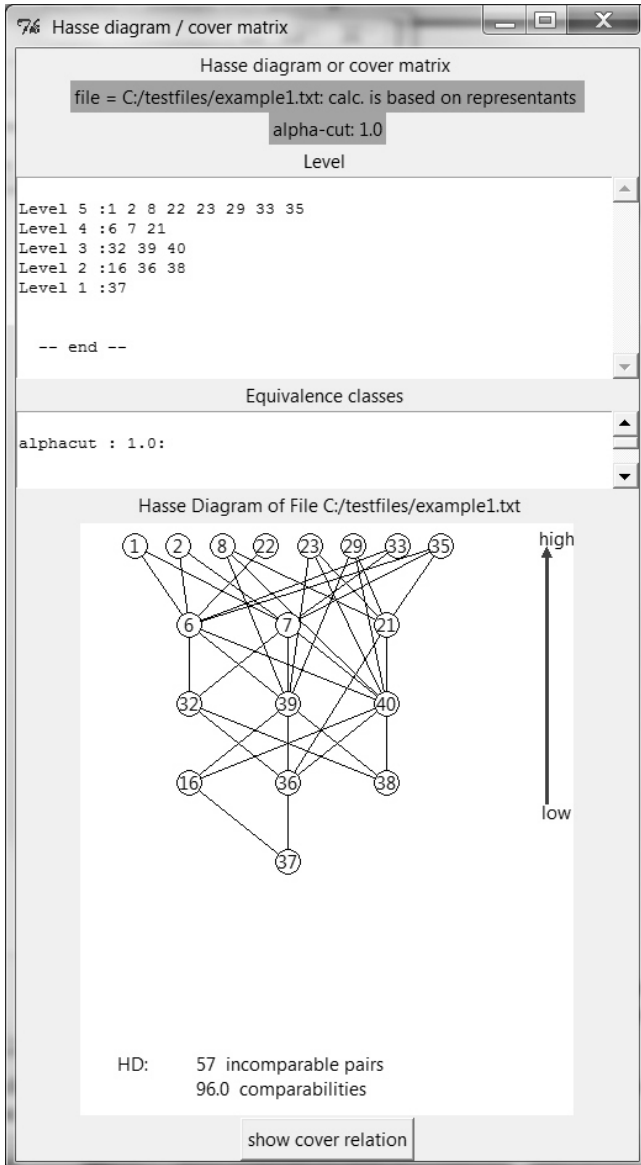 Hasse diagram / cover matrix
Hasse diagram or cover matrix
file = C:/testfiles/example1.txt: calc. is based on representants
alpha-cut: 1.0
Level
Level 5 :1 2 8 22 23 29 33 35
Level 4 :6 7 21
Level 3 :32 39 40
Level 2 :16 36 38
Level 1 :37
-- end --
Equivalence classes
alphacut : 1.0:
Hasse Diagram of File C:/testfiles/example1.txt
1 2 8 22 23 29 33 35 high
6 7 21
32 39 40
16 36 38
low
37
HD: 57 incomparable pairs
96.0 comparabilities
show cover relation